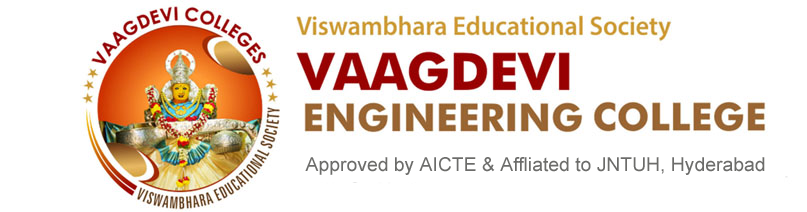 VAAGDEVI COLLEGES
VISWAMBHARA EDUCATIONAL SOCIETY
Viswambhara Educational Society
VAAGDEVI
ENGINEERING COLLEGE
Approved by AICTE & Affliated to JNTUH, Hyderabad